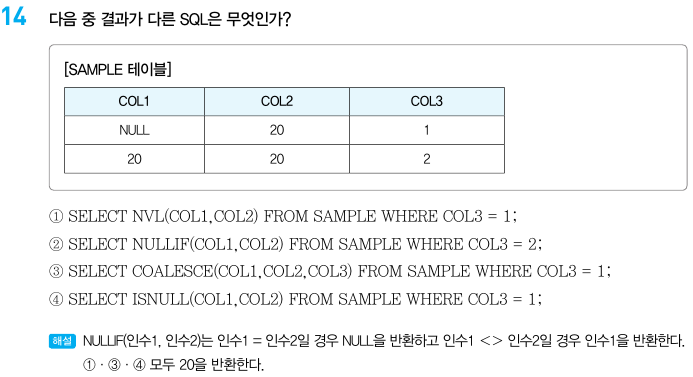 14 다음 중 결과가 다른 SQL은 무엇인가?
[SAMPLE 테이블]
COL1 COL2 COL3
NULL 20 1
20 20 2
① SELECT NVL(COL1,COL2) FROM SAMPLE WHERE COL3 = 1;
② SELECT NULLIF(COL1,COL2) FROM SAMPLE WHERE COL3 = 2;
③ SELECT COALESCE(COL1,COL2,COL3) FROM SAMPLE WHERE COL3 = 1;
④ SELECT ISNULL(COL1,COL2) FROM SAMPLE WHERE COL3 = 1;
해설 NULLIF(인수1, 인수2)는 인수1 = 인수2일 경우 NULL을 반환하고 인수1 <> 인수2일 경우 인수1을 반환한다.
① · ③ · ④ 모두 20을 반환한다.